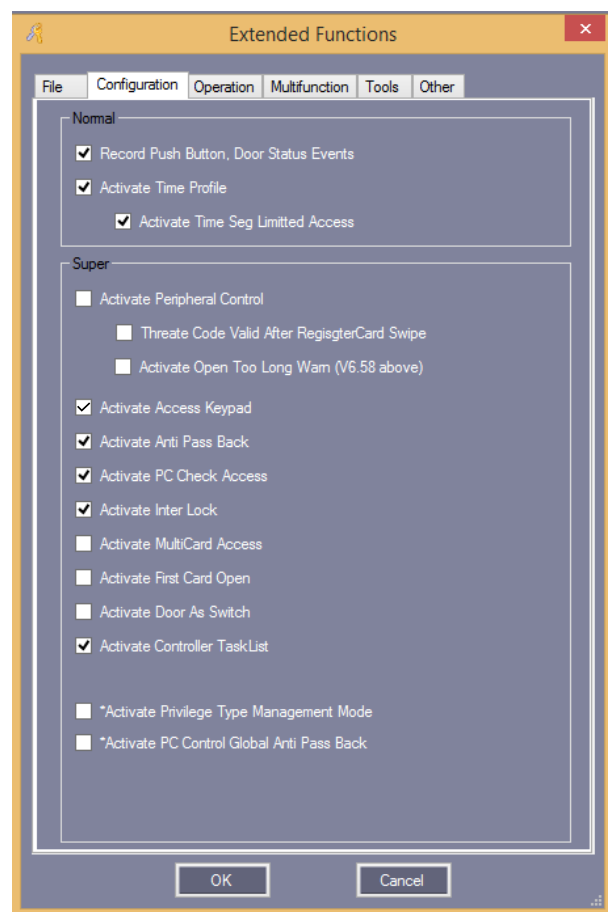 Extended Functions
File Configuration Operation Multifunction Tools Other
Normal
Record Push Button, Door Status Events
Activate Time Profile
Activate Time Seg Limitted Access
Super
Activate Peripheral Control
Threate Code Valid After RegisgterCard Swipe
Activate Open Too Long Warn (V6.58 above)
Activate Access Keypad
Activate Anti Pass Back
Activate PC Check Access
Activate Inter Lock
Activate MultiCard Access
Activate First Card Open
Activate Door As Switch
Activate Controller TaskList
*Activate Privilege Type Management Mode
*Activate PC Control Global Anti Pass Back
OK Cancel